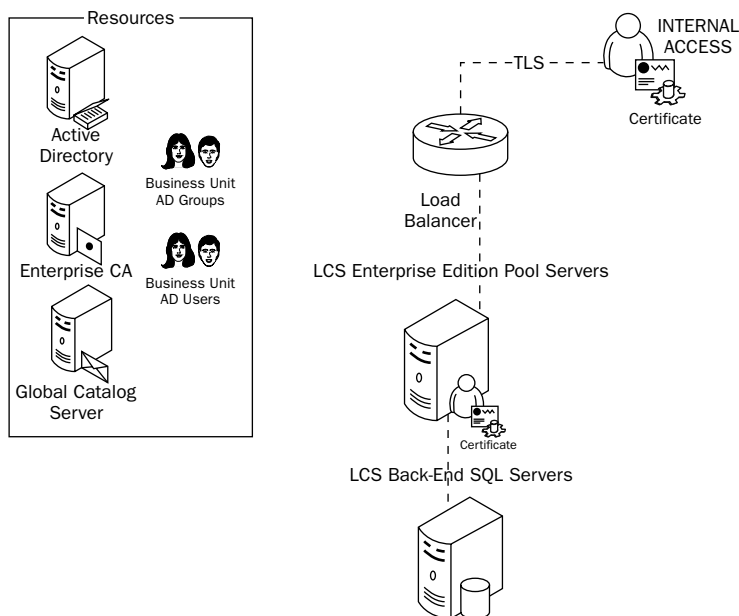 Resources
Active
Directory
Business Unit
AD Groups
Enterprise CA
Business Unit
AD Users
Global Catalog
Server
INTERNAL
ACCESS
TLS
Certificate
Load
Balancer
LCS Enterprise Edition Pool Servers
Certificate
LCS Back-End SQL Servers